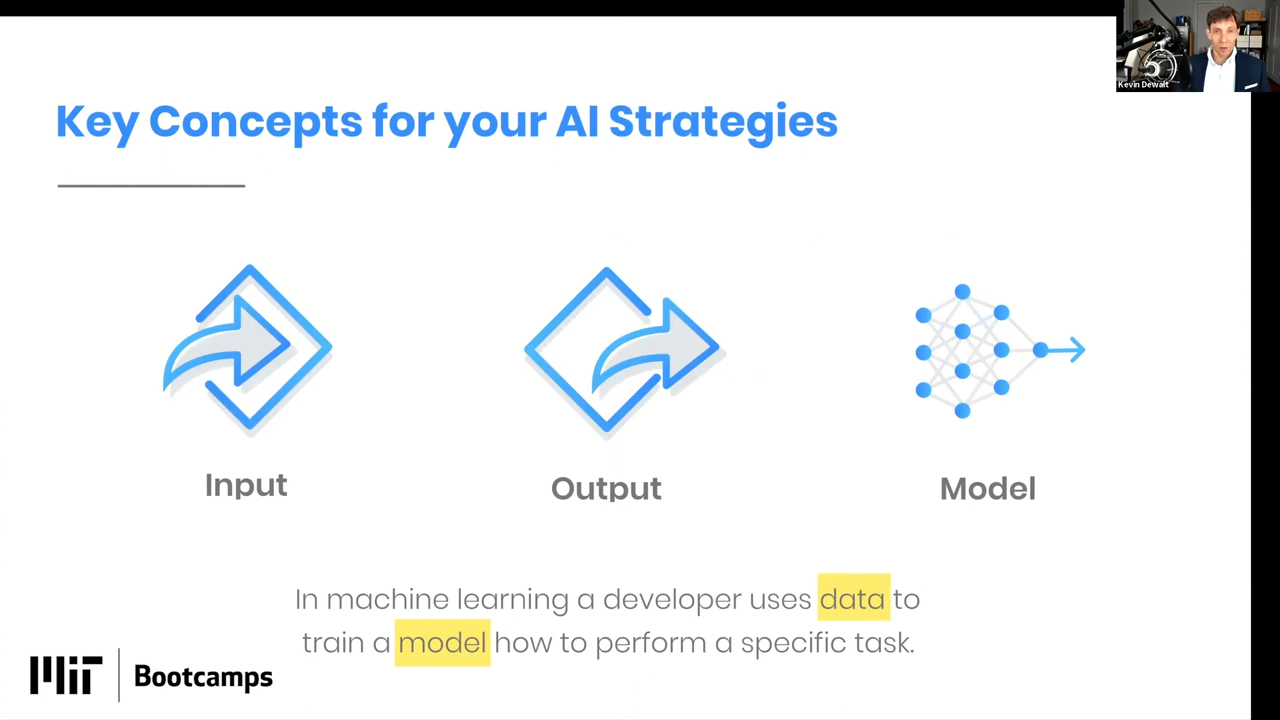 Kevin Dewalt
Key Concepts for your AI Strategies
Input
Output
Model
In machine learning a developer uses data to
train a model how to perform a specific task.
MIT
Bootcamps